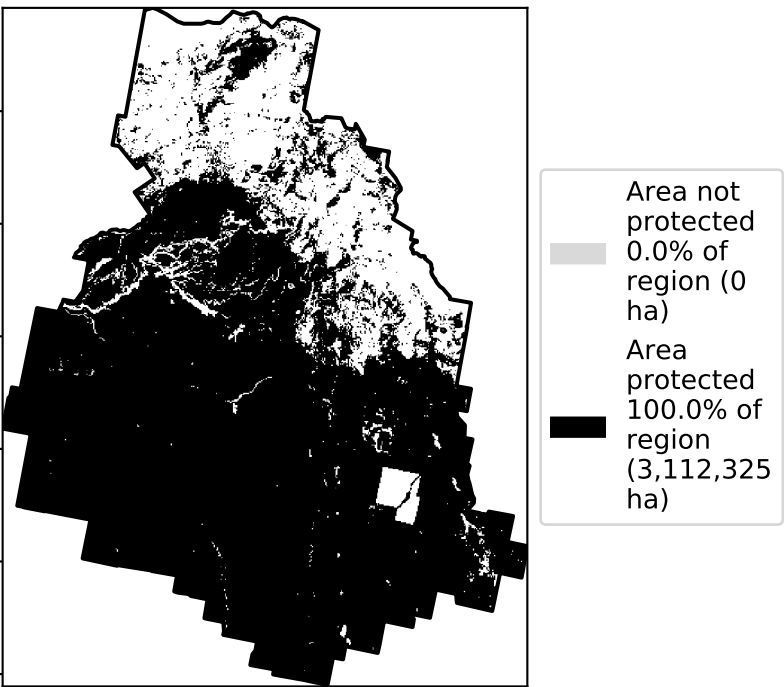 Area not
protected
0.0% of
region (0
ha)
Area
protected
100.0% of
region
(3,112,325
ha)